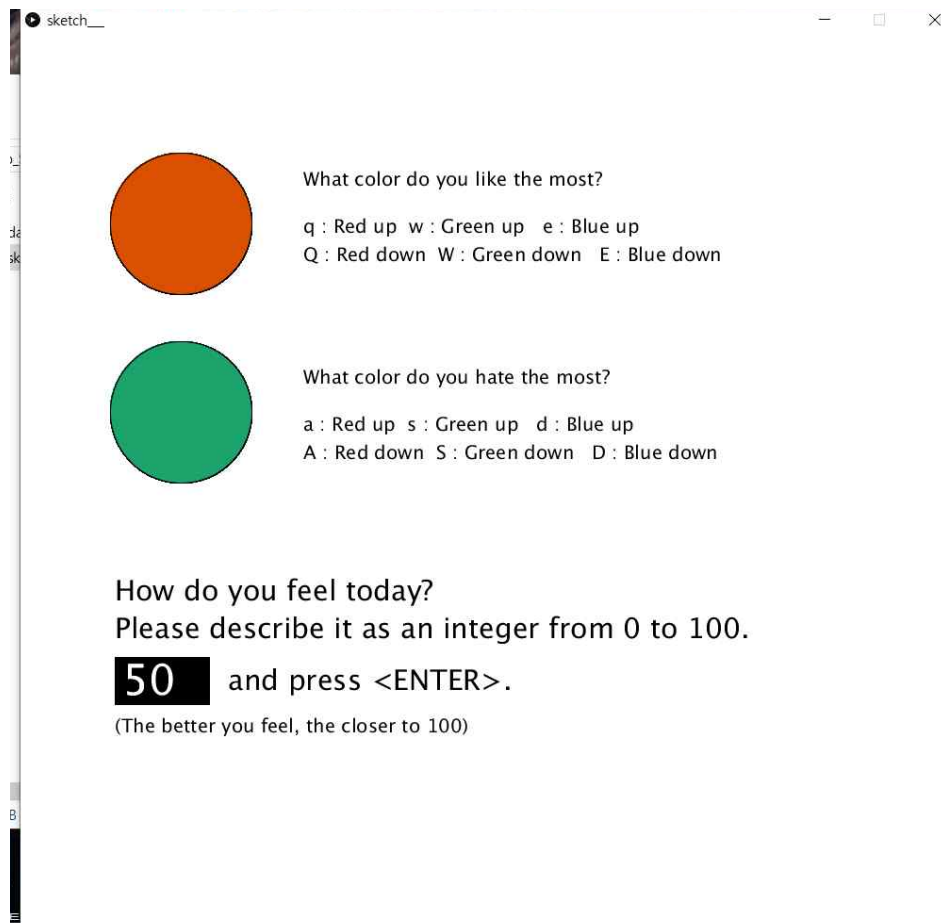 sketch__
What color do you like the most?
q : Red up w : Green up e : Blue up
Q : Red down W : Green down E : Blue down
What color do you hate the most?
a : Red up s : Green up d : Blue up
A : Red down S : Green down D : Blue down
How do you feel today?
Please describe it as an integer from 0 to 100.
50 and press <ENTER>.
(The better you feel, the closer to 100)